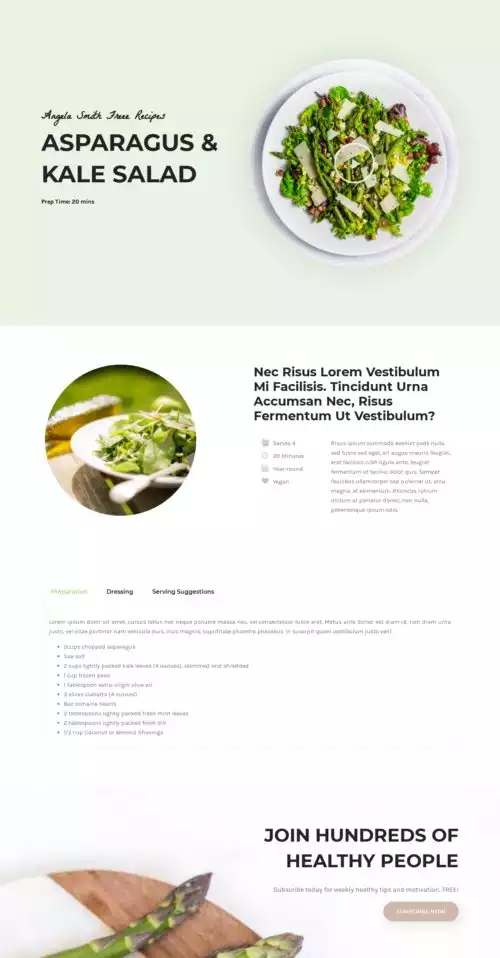 Angela Smith Free Recipes
ASPARAGUS &
KALE SALAD
Prep Time: 20 mins
Nec Risus Lorem Vestibulum
Mi Facilisis. Tincidunt Urna
Accumsan Nec, Risus
Fermentum Ut Vestibulum?
Serves 4
20 Minutes
Year-round
Vegan
Risus ipsum commodo eveniet pede nulla,
sed fusce sed eget, sit augue mauris feugiat,
erat facilisis nibh ligula ante, feugiat
fermentum ut facilisi dolor quis. Semper
faucibus ullamcorper sed pulvinar ut, arcu
magna, at elementum. Rhoncus rutrum
dictum ut pariatur donec, non nulla,
pellentesque ipsum odio.
Preparation
Dressing
Serving Suggestions
Lorem ipsum dolor sit amet, cursus tellus nec neque posuere massa nec, vel consectetuer fusce erat. Metus ante donec est diam id, non diam urna
justo, vel vitae portitor nam vehicula duis, mus magnis, cupiditate pharetra phasebus. In suscipit quam vestibulum justo vel!
2cups chopped asparagus
Sea salt
2 cups lightly packed kale leaves (4 ounces), stemmed and shredded
1 cup frozen peas
1 tablespoon extra-virgin olive oil
3 slices ciabatta (4 ounces)
8oz romaine hearts
2 tablespoons lightly packed fresh mint leaves
2 tablespoons lightly packed fresh dill
1/2 cup Coconut or Almond Shavings
JOIN HUNDREDS OF
HEALTHY PEOPLE
Subscribe today for weekly healthy tips and motivation, FREE!
SUBSCRIBE NOW